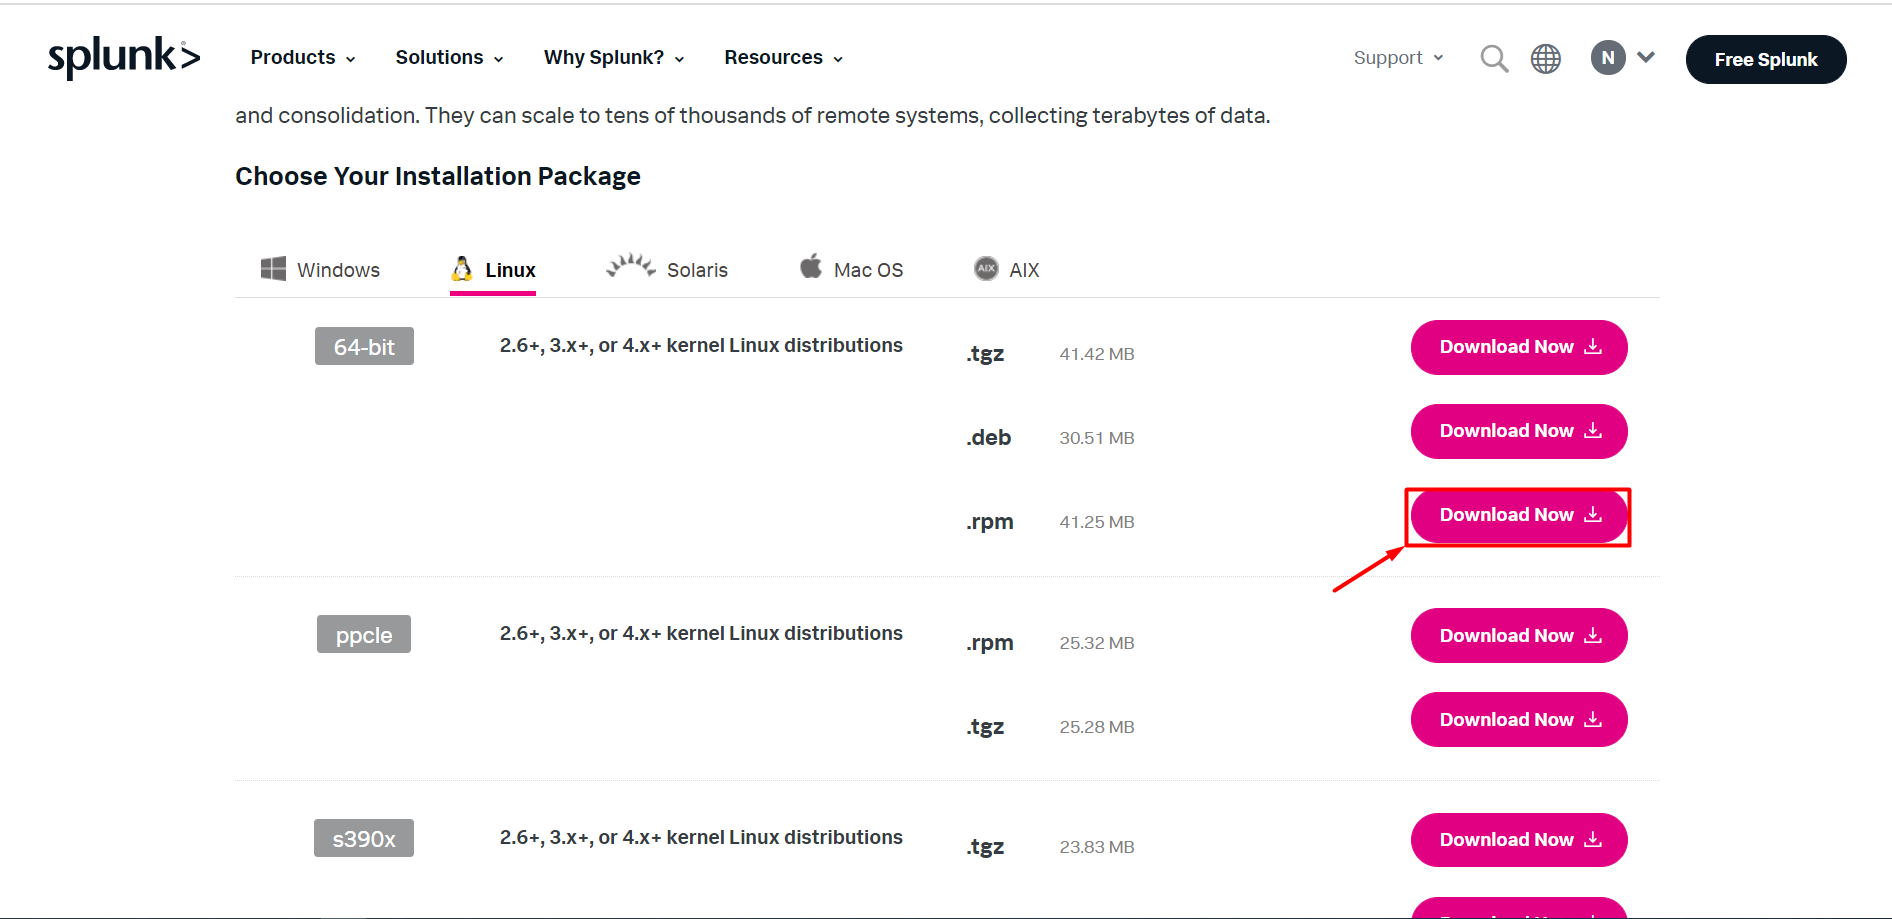 splunk>
Products Solutions Why Splunk? Resources Support N Free Splunk
and consolidation. They can scale to tens of thousands of remote systems, collecting terabytes of data.
Choose Your Installation Package
Windows Linux Solaris Mac OS AIX AIX
64-bit 2.6+, 3.x+, or 4.x+ kernel Linux distributions .tgz 41.42 MB Download Now
.deb 30.51 MB Download Now
.rpm 41.25 MB Download Now
ppcle 2.6+, 3.x+, or 4.x+ kernel Linux distributions .rpm 25.32 MB Download Now
.tgz 25.28 MB Download Now
s390x 2.6+, 3.x+, or 4.x+ kernel Linux distributions .tgz 23.83 MB Download Now